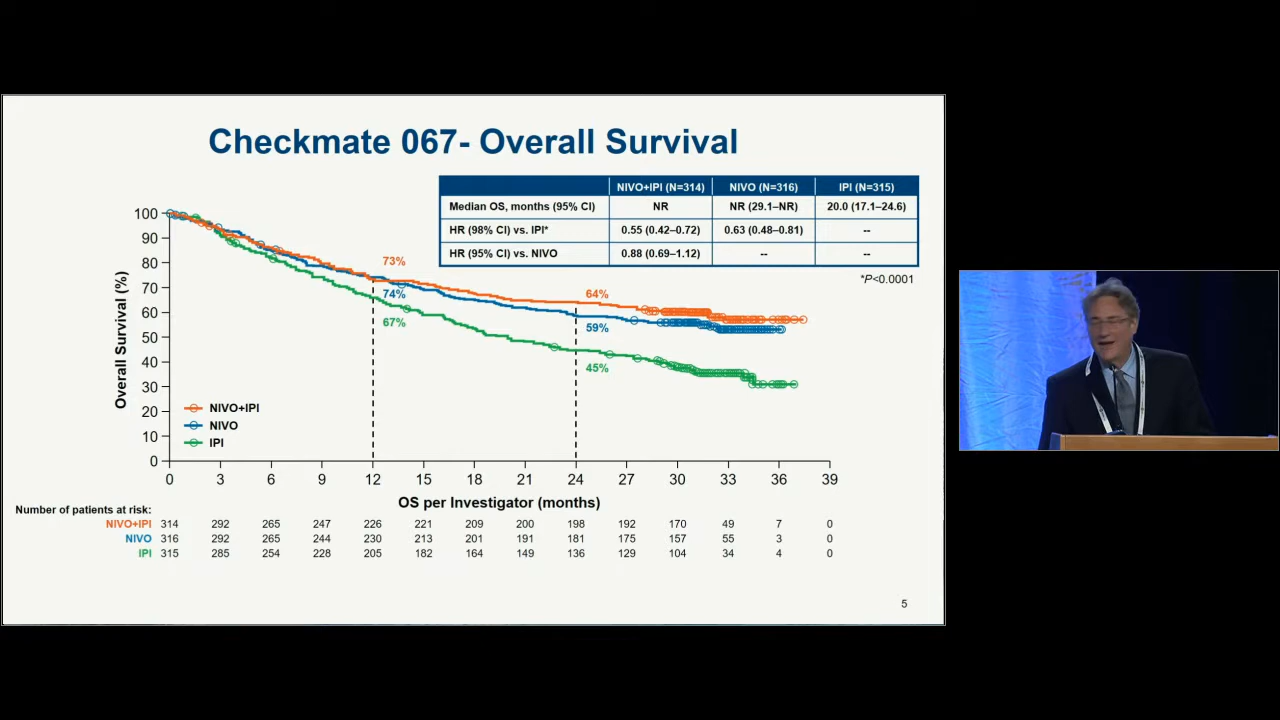 Checkmate 067- Overall Survival
NIVO+IPI (N=314) NIVO (N=316) IPI (N=315)
Median OS, months (95% CI) NR NR (29.1–NR) 20.0 (17.1–24.6)
HR (98% CI) vs. IPI* 0.55 (0.42–0.72) 0.63 (0.48–0.81) --
HR (95% CI) vs. NIVO 0.88 (0.69–1.12) -- --
*P<0.0001
Overall Survival (%)
100
90
80
70
60
50
40
30
20
10
0
73%
74%
67%
64%
59%
45%
NIVO+IPI
NIVO
IPI
0 3 6 9 12 15 18 21 24 27 30 33 36 39
OS per Investigator (months)
Number of patients at risk:
NIVO+IPI 314 292 265 247 226 221 209 200 198 192 170 49 7 0
NIVO 316 292 265 244 230 213 201 191 181 175 157 55 3 0
IPI 315 285 254 228 205 182 164 149 136 129 104 34 4 0
5